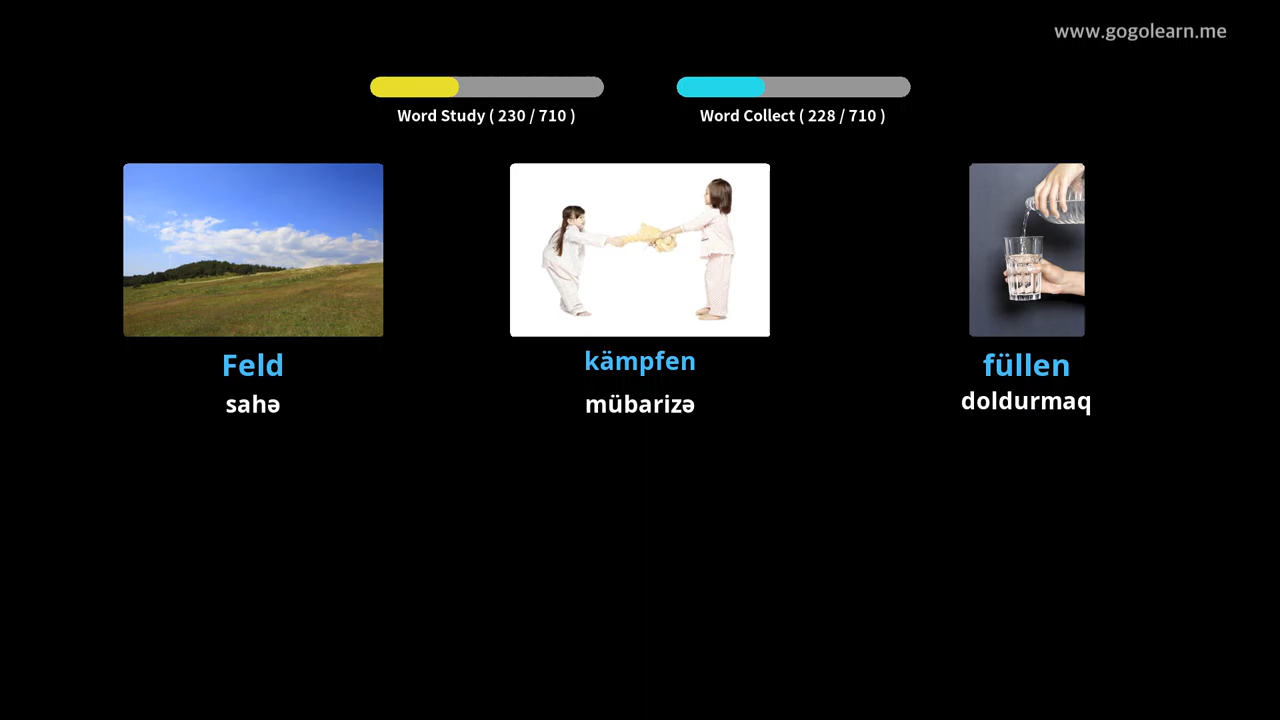 www.gogolearn.me
Word Study ( 230 / 710 )
Word Collect ( 228 / 710 )
Feld
kämpfen
füllen
sahə
mübarizə
doldurmaq